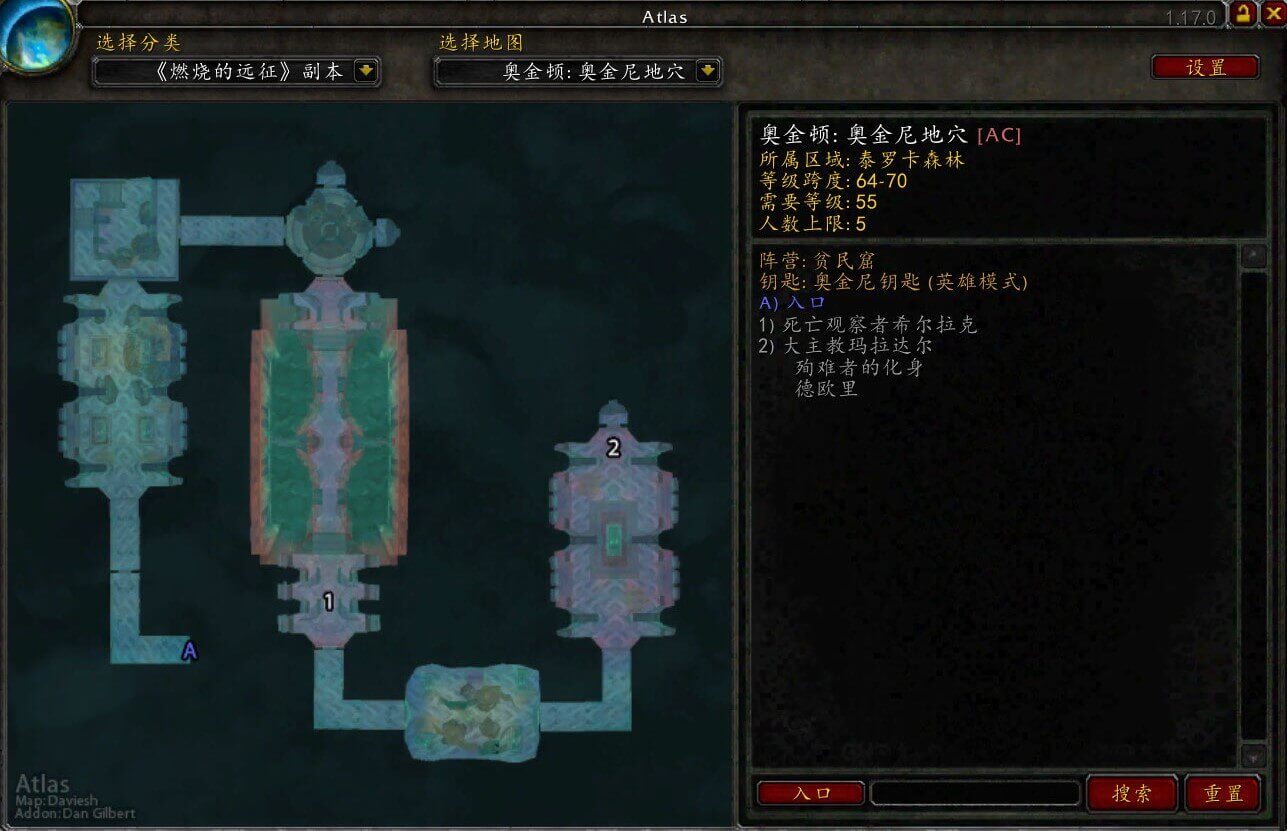 Atlas
1.17.0
选择分类
选择地图
《燃烧的远征》副本
奥金顿: 奥金尼地穴
设置
奥金顿: 奥金尼地穴 [AC]
所属区域: 泰罗卡森林
等级跨度: 64-70
需要等级: 55
人数上限: 5
阵营: 贫民窟
钥匙: 奥金尼钥匙 (英雄模式)
A) 入口
1) 死亡观察者希尔拉克
2) 大主教玛拉达尔
殉难者的化身
德欧里
2
1
A
Atlas
Map: Daviesh
Addon: Dan Gilbert
入口
搜索
重置